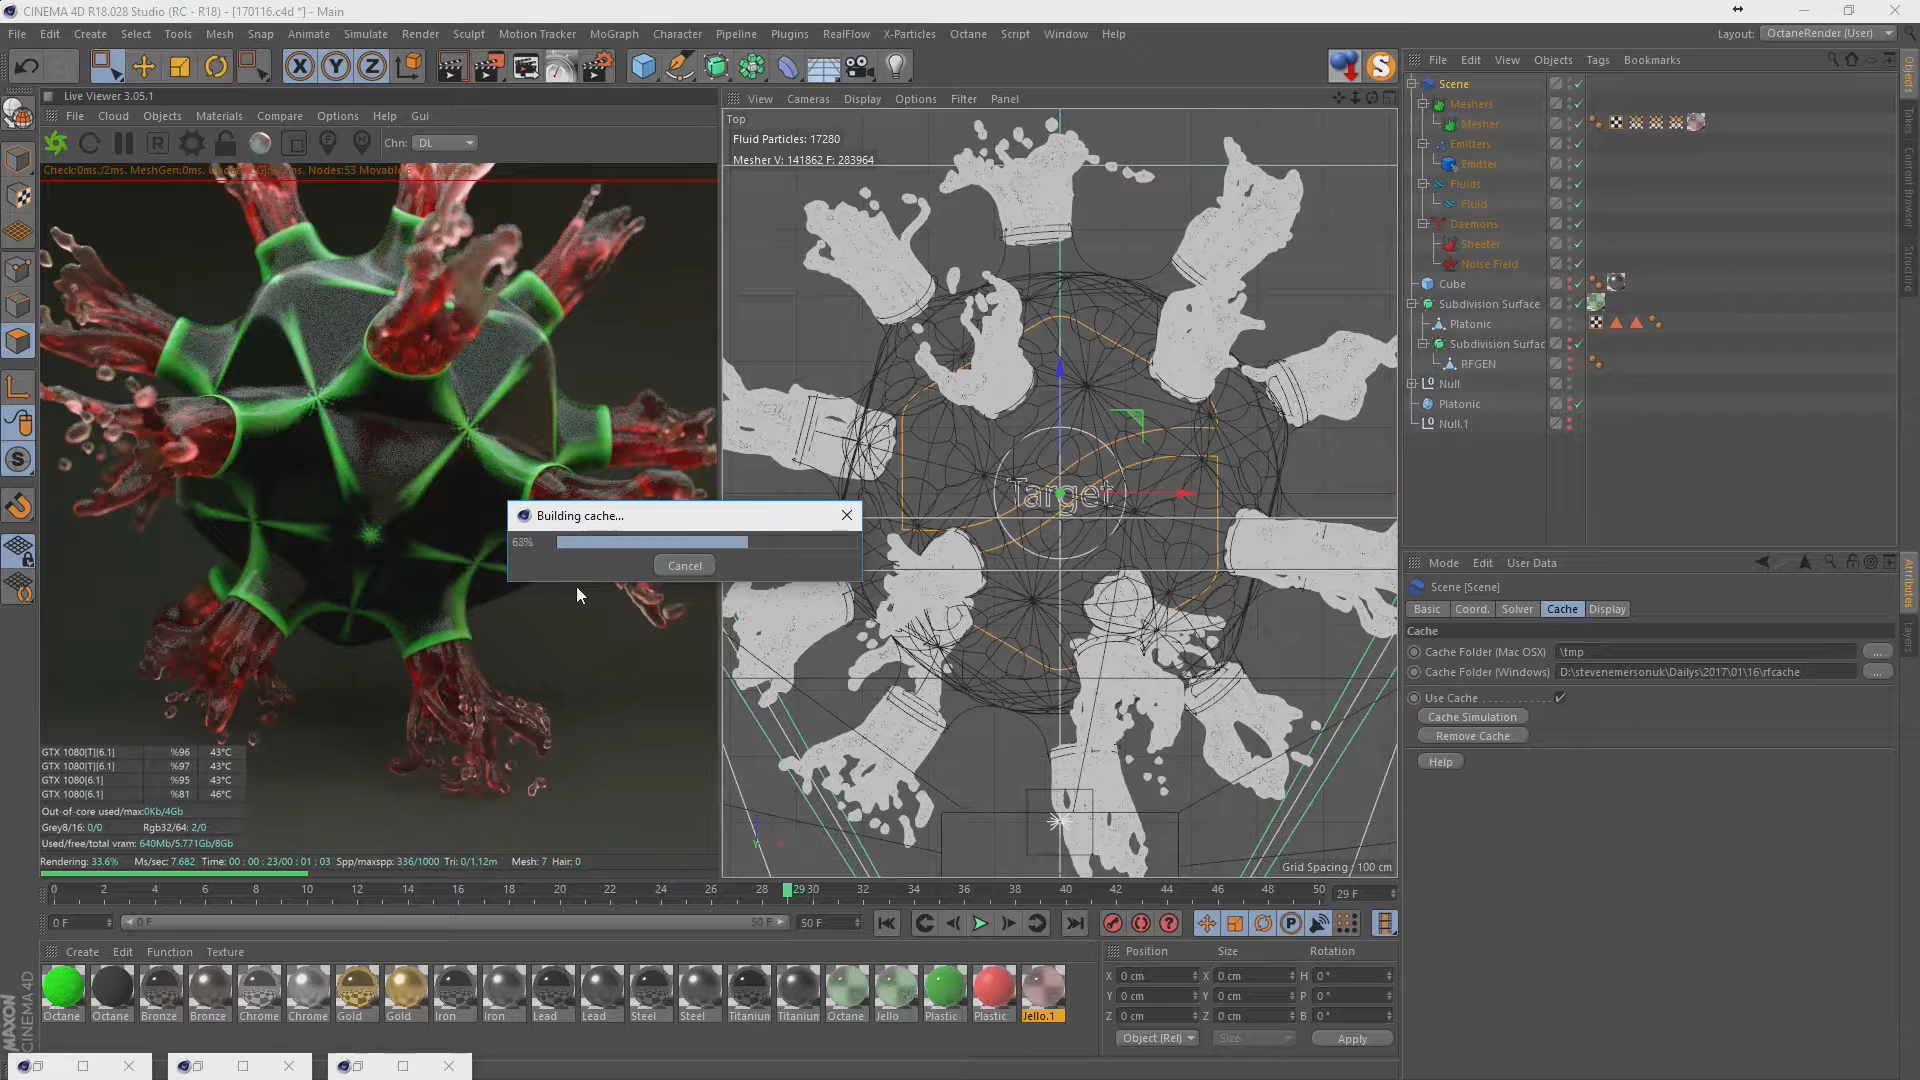 CINEMA 4D R18.028 Studio (RC - R18) - [170116.c4d *] - Main
File Edit Create Select Tools Mesh Snap Animate Simulate Render Sculpt Motion Tracker MoGraph Character Pipeline Plugins RealFlow X-Particles Octane Script Window Help
Layout: OctaneRender (User)
Live Viewer 3.05.1
File Cloud Objects Materials Compare Options Help Gui
Chn: DL
Check:0ms./2ms. MeshGen:0ms.
Nodes:53 Movable
View Cameras Display Options Filter Panel
Top
Fluid Particles: 17280
Mesher V: 141862 F: 283964
Target
Grid Spacing : 100 cm
Building cache...
63%
Cancel
GTX 1080[T][6.1] %96 43°C
GTX 1080[T][6.1] %97 43°C
GTX 1080[6.1] %95 43°C
GTX 1080[6.1] %81 46°C
Out-of-core used/max:0Kb/4Gb
Grey8/16: 0/0 Rgb32/64: 2/0
Used/free/total vram: 640Mb/5.771Gb/8Gb
Rendering: 33.6% Ms/sec: 7.682 Time: 00 : 00 : 23/00 : 01 : 03 Spp/maxspp: 336/1000 Tri: 0/1.12m Mesh: 7 Hair: 0
0 2 4 6 8 10 12 14 16 18 20 22 24 26 28 29 30 32 34 36 38 40 42 44 46 48 50
29 F
0 F 0 F 50 F 50 F
Create Edit Function Texture
Octane Octane Bronze Bronze Chrome Chrome Gold Gold Iron Iron Lead Lead Steel Steel Titanium Titanium Octane Jello Plastic Plastic Jello.1
MAXON CINEMA 4D
Position Size Rotation
X 0 cm X 0 cm H 0 °
Y 0 cm Y 0 cm P 0 °
Z 0 cm Z 0 cm B 0 °
Object (Rel) Size Apply
File Edit View Objects Tags Bookmarks
Scene
Meshers
Mesher
Emitters
Emitter
Fluids
Fluid
Daemons
Sheeter
Noise Field
Cube
Subdivision Surface
Platonic
Subdivision Surfac
RFGEN
Null
Platonic
Null.1
Objects
Takes
Content Browser
Structure
Mode Edit User Data
Scene [Scene]
Basic Coord. Solver Cache Display
Cache
Cache Folder (Mac OSX) \tmp ...
Cache Folder (Windows) D:\stevenemersonuk\Dailys\2017\01\16\rfcache ...
Use Cache
Cache Simulation
Remove Cache
Help
Attributes
Layers